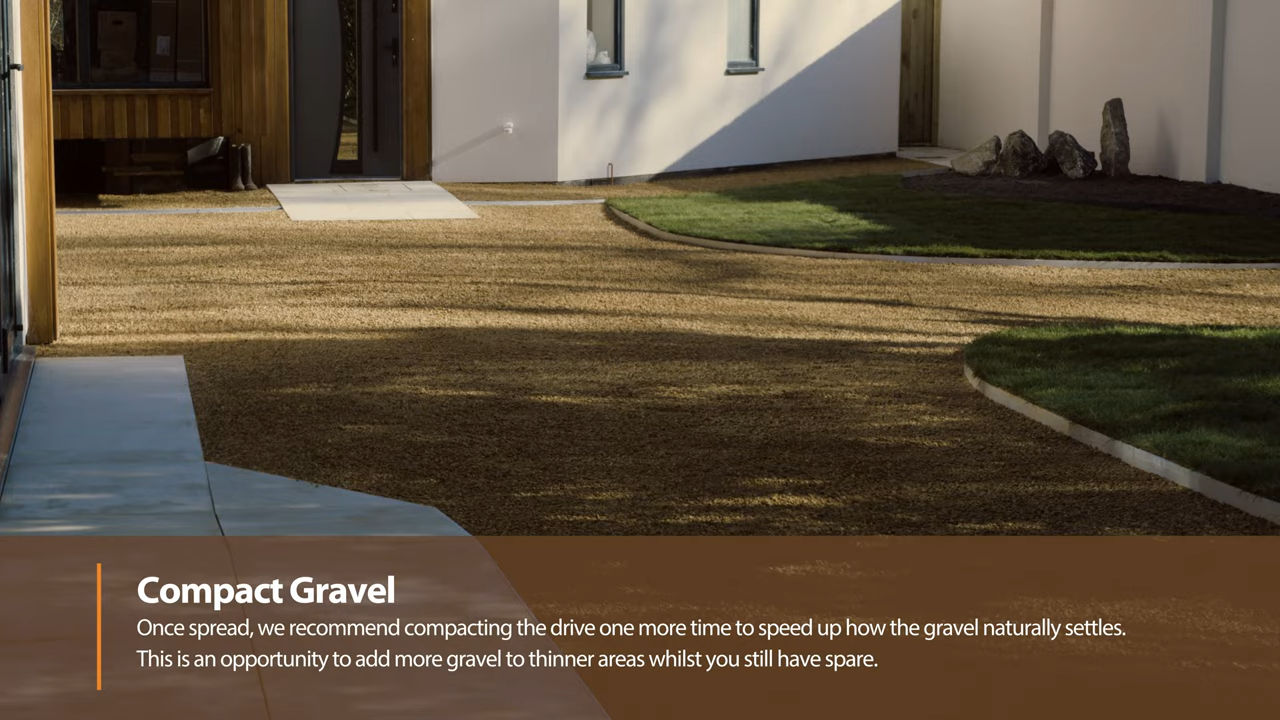 Compact Gravel
Once spread, we recommend compacting the drive one more time to speed up how the gravel naturally settles.
This is an opportunity to add more gravel to thinner areas whilst you still have spare.